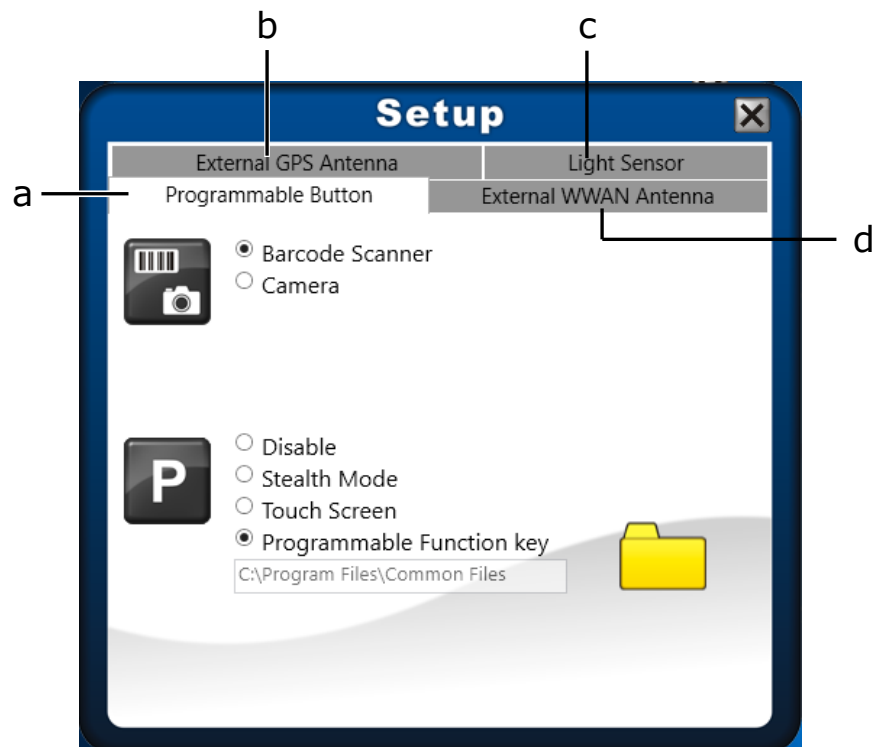 b c
Setup
External GPS Antenna Light Sensor
a Programmable Button External WWAN Antenna
d
Barcode Scanner
Camera
Disable
P
Stealth Mode
Touch Screen
Programmable Function key
C:\Program Files\Common Files